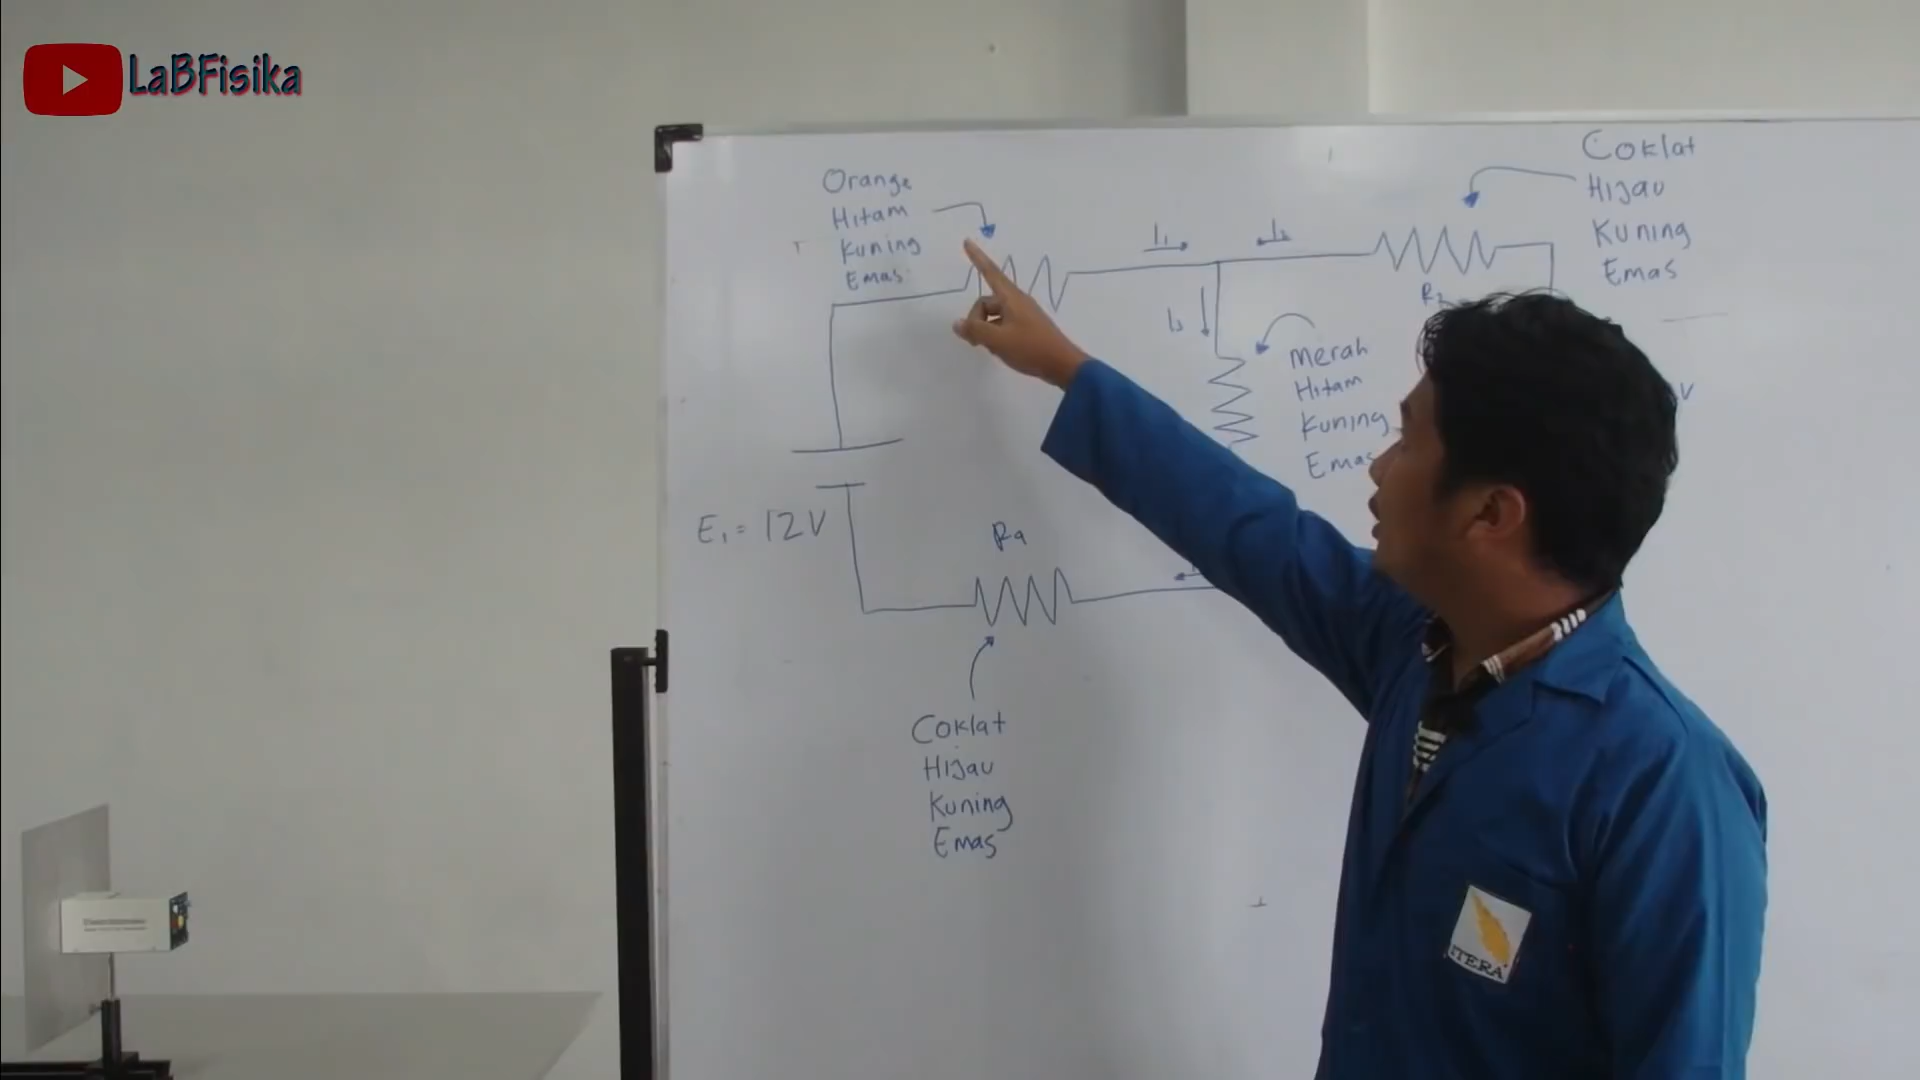 LaBFisika
Orange
Hitam
Kuning
Emas
I₁
I₂
Coklat
Hijau
Kuning
Emas
R₂
I₃
Merah
Hitam
Kuning
Emas
V
E₁ = 12V
R₄
Coklat
Hijau
Kuning
Emas
ITERA